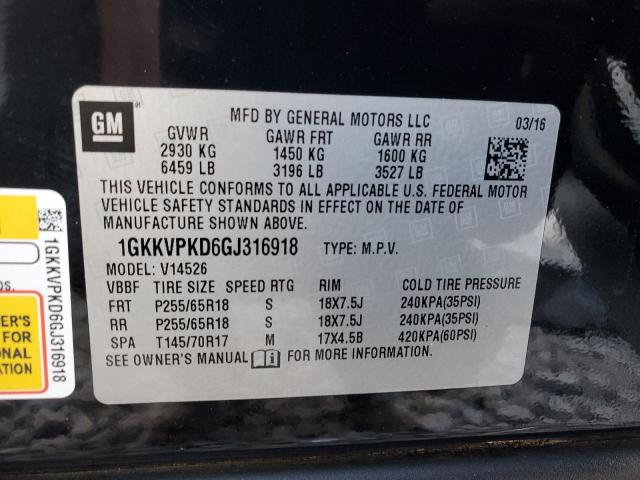 GM
MFD BY GENERAL MOTORS LLC
03/16
GVWR GAWR FRT GAWR RR
2930 KG 1450 KG 1600 KG
6459 LB 3196 LB 3527 LB
THIS VEHICLE CONFORMS TO ALL APPLICABLE U.S. FEDERAL MOTOR
VEHICLE SAFETY STANDARDS IN EFFECT ON THE DATE OF
MANUFACTURE SHOWN ABOVE.
1GKKVPKD6GJ316918 TYPE: M.P.V.
MODEL: V14526
VBBF TIRE SIZE SPEED RTG RIM COLD TIRE PRESSURE
FRT P255/65R18 S 18X7.5J 240KPA(35PSI)
RR P255/65R18 S 18X7.5J 240KPA(35PSI)
SPA T145/70R17 M 17X4.5B 420KPA(60PSI)
SEE OWNER'S MANUAL i FOR MORE INFORMATION.
1GKKVPKD6GJ316918
ER'S
FOR
ONAL
TION